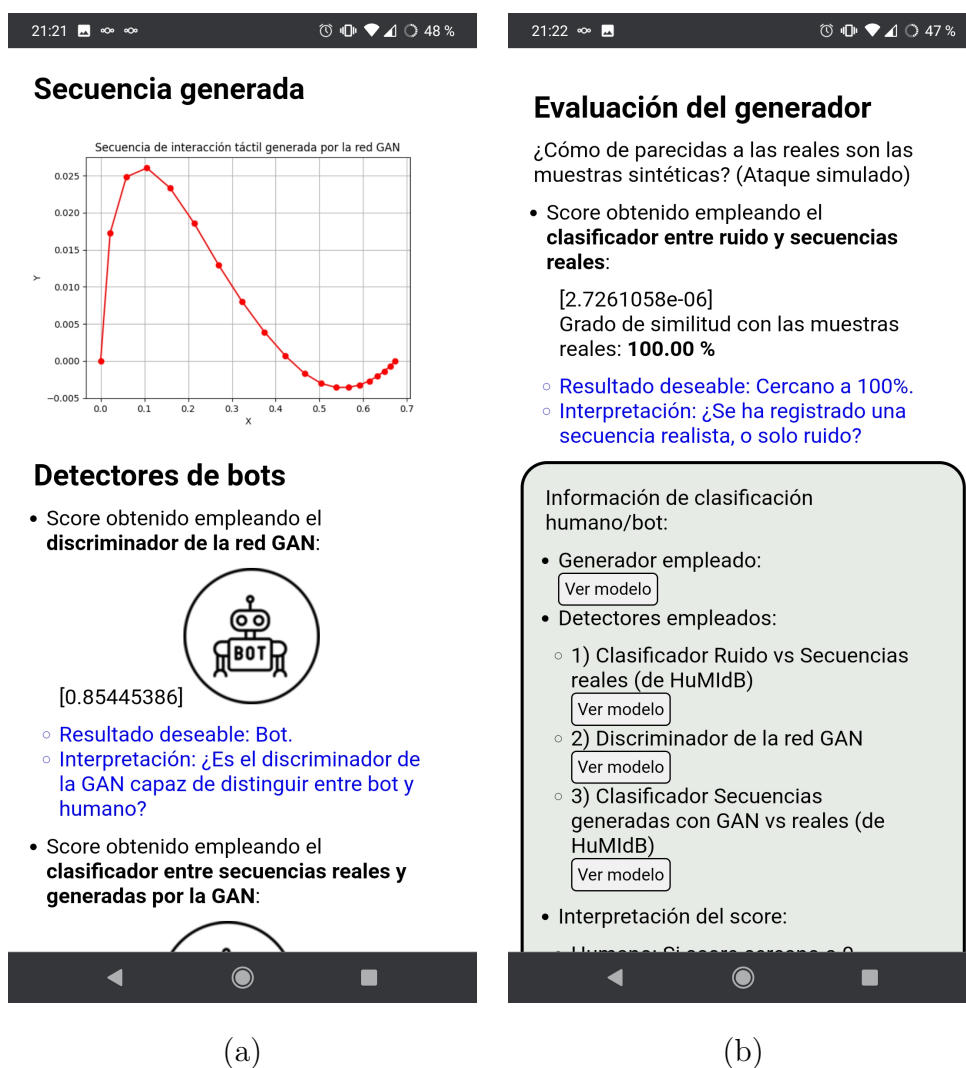 21:21
48 %
Secuencia generada
Secuencia de interacción táctil generada por la red GAN
0.025
0.020
0.015
0.010
0.005
0.000
−0.005
Y
0.0 0.1 0.2 0.3 0.4 0.5 0.6 0.7
X
Detectores de bots
• Score obtenido empleando el
discriminador de la red GAN:
BOT
[0.85445386]
○ Resultado deseable: Bot.
○ Interpretación: ¿Es el discriminador de
la GAN capaz de distinguir entre bot y
humano?
• Score obtenido empleando el
clasificador entre secuencias reales y
generadas por la GAN:
(a)
21:22
47 %
Evaluación del generador
¿Cómo de parecidas a las reales son las
muestras sintéticas? (Ataque simulado)
• Score obtenido empleando el
clasificador entre ruido y secuencias
reales:
[2.7261058e-06]
Grado de similitud con las muestras
reales: 100.00 %
○ Resultado deseable: Cercano a 100%.
○ Interpretación: ¿Se ha registrado una
secuencia realista, o solo ruido?
Información de clasificación
humano/bot:
• Generador empleado:
Ver modelo
• Detectores empleados:
○ 1) Clasificador Ruido vs Secuencias
reales (de HuMIdB)
Ver modelo
○ 2) Discriminador de la red GAN
Ver modelo
○ 3) Clasificador Secuencias
generadas con GAN vs reales (de
HuMIdB)
Ver modelo
• Interpretación del score:
(b)